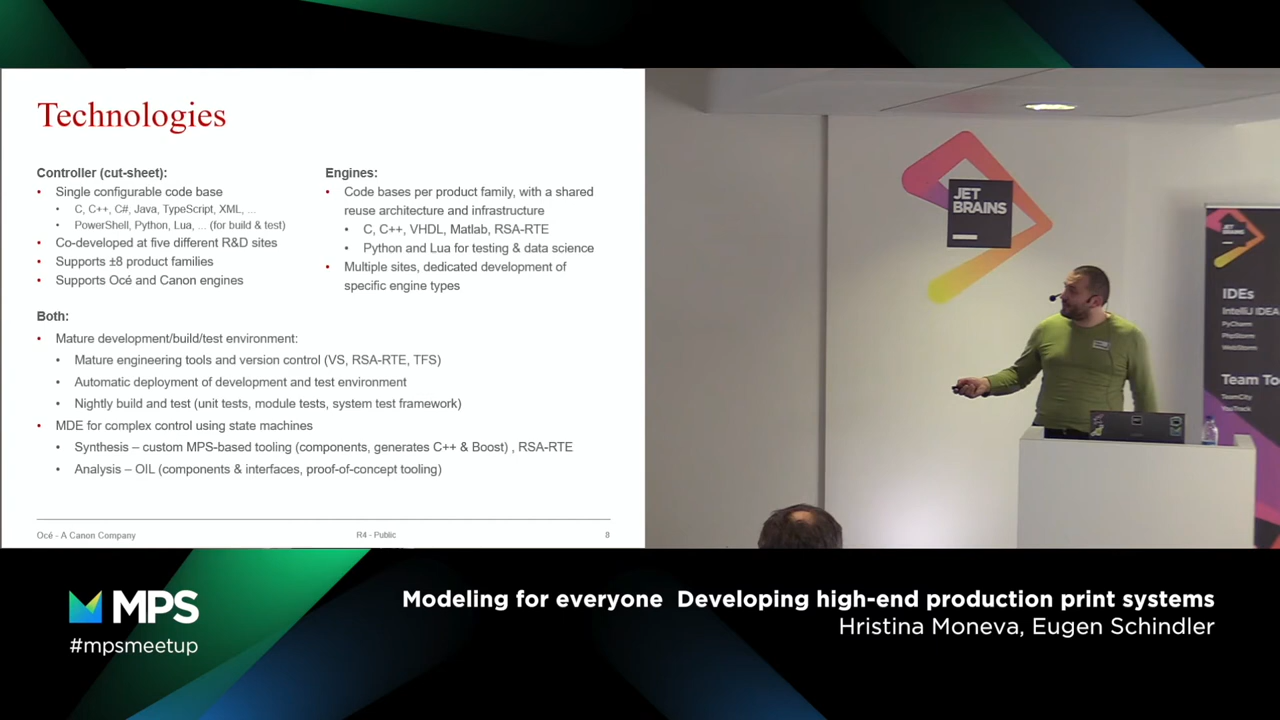 Technologies
Controller (cut-sheet):
• Single configurable code base
• C, C++, C#, Java, TypeScript, XML, ...
• PowerShell, Python, Lua, ... (for build & test)
• Co-developed at five different R&D sites
• Supports ±8 product families
• Supports Océ and Canon engines
Engines:
• Code bases per product family, with a shared
reuse architecture and infrastructure
• C, C++, VHDL, Matlab, RSA-RTE
• Python and Lua for testing & data science
• Multiple sites, dedicated development of
specific engine types
Both:
• Mature development/build/test environment:
• Mature engineering tools and version control (VS, RSA-RTE, TFS)
• Automatic deployment of development and test environment
• Nightly build and test (unit tests, module tests, system test framework)
• MDE for complex control using state machines
• Synthesis – custom MPS-based tooling (components, generates C++ & Boost) , RSA-RTE
• Analysis – OIL (components & interfaces, proof-of-concept tooling)
Océ - A Canon Company
R4 - Public
8
JET
BRAINS
JET
BRAINS
IDEs
IntelliJ IDEA
PyCharm
PhpStorm
WebStorm
Team To
TeamCity
YouTrack
MPS
#mpsmeetup
Modeling for everyone Developing high-end production print systems
Hristina Moneva, Eugen Schindler